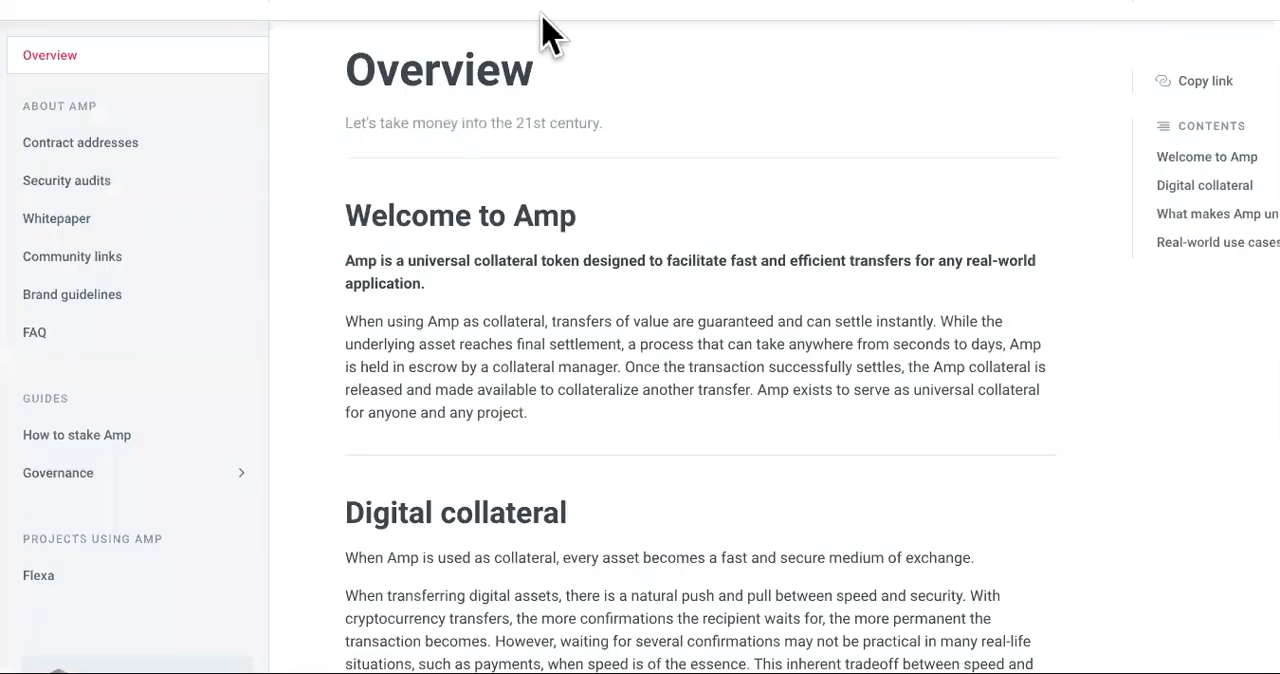 Overview
ABOUT AMP
Contract addresses
Security audits
Whitepaper
Community links
Brand guidelines
FAQ
GUIDES
How to stake Amp
Governance
PROJECTS USING AMP
Flexa
Overview
Let's take money into the 21st century.
Welcome to Amp
Amp is a universal collateral token designed to facilitate fast and efficient transfers for any real-world
application.
When using Amp as collateral, transfers of value are guaranteed and can settle instantly. While the
underlying asset reaches final settlement, a process that can take anywhere from seconds to days, Amp
is held in escrow by a collateral manager. Once the transaction successfully settles, the Amp collateral is
released and made available to collateralize another transfer. Amp exists to serve as universal collateral
for anyone and any project.
Digital collateral
When Amp is used as collateral, every asset becomes a fast and secure medium of exchange.
When transferring digital assets, there is a natural push and pull between speed and security. With
cryptocurrency transfers, the more confirmations the recipient waits for, the more permanent the
transaction becomes. However, waiting for several confirmations may not be practical in many real-life
situations, such as payments, when speed is of the essence. This inherent tradeoff between speed and
Copy link
CONTENTS
Welcome to Amp
Digital collateral
What makes Amp un
Real-world use cases